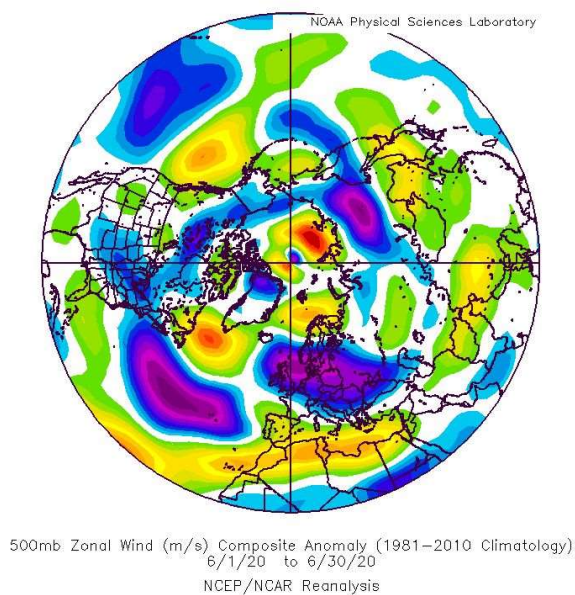 NOAA Physical Sciences Laboratory
500mb Zonal Wind (m/s) Composite Anomaly (1981−2010 Climatology)
6/1/20 to 6/30/20
NCEP/NCAR Reanalysis